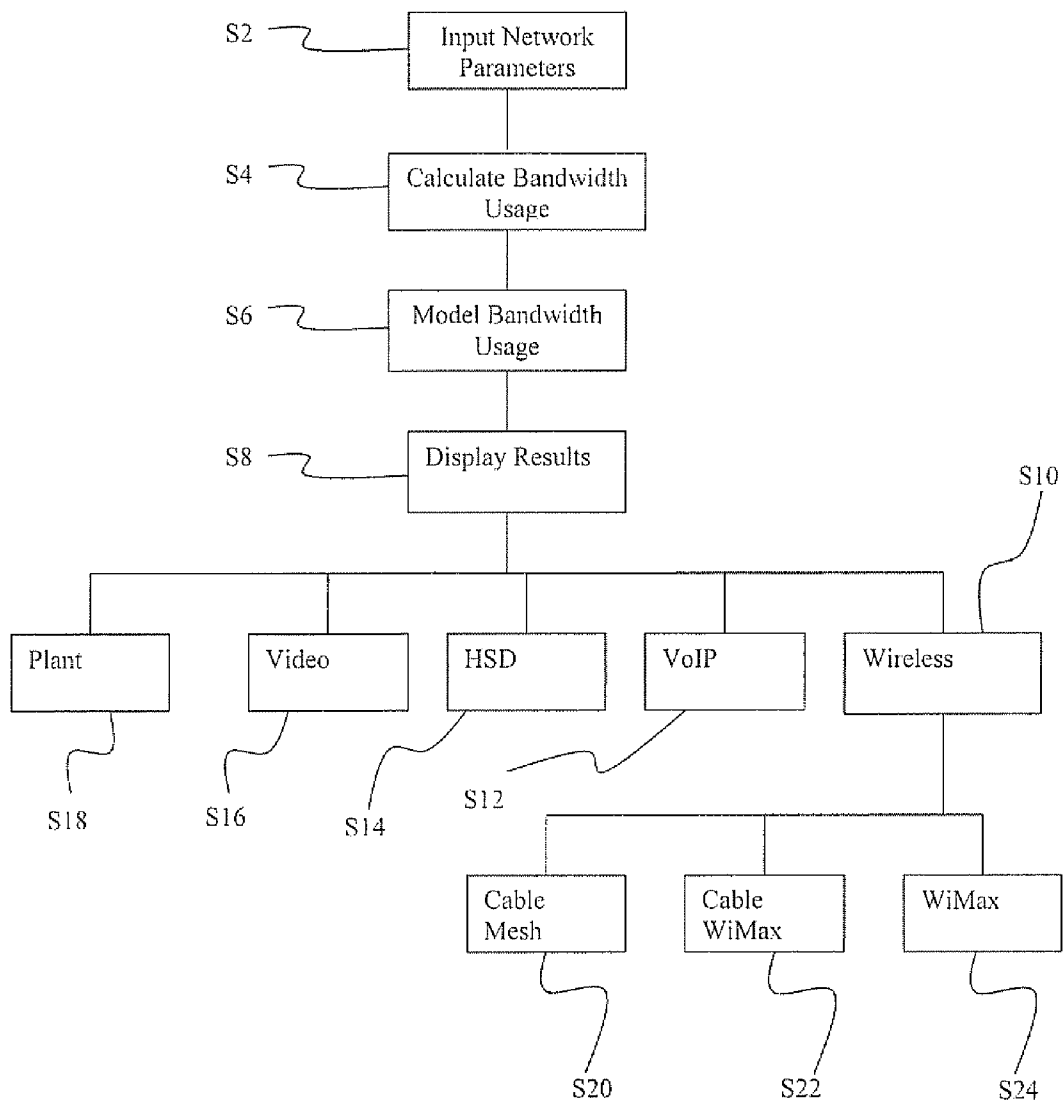 S2
Input Network
Parameters
S4
Calculate Bandwidth
Usage
S6
Model Bandwidth
Usage
S8
Display Results
S10
Plant
Video
HSD
VoIP
Wireless
S18
S16
S14
S12
Cable
Mesh
Cable
WiMax
WiMax
S20
S22
S24